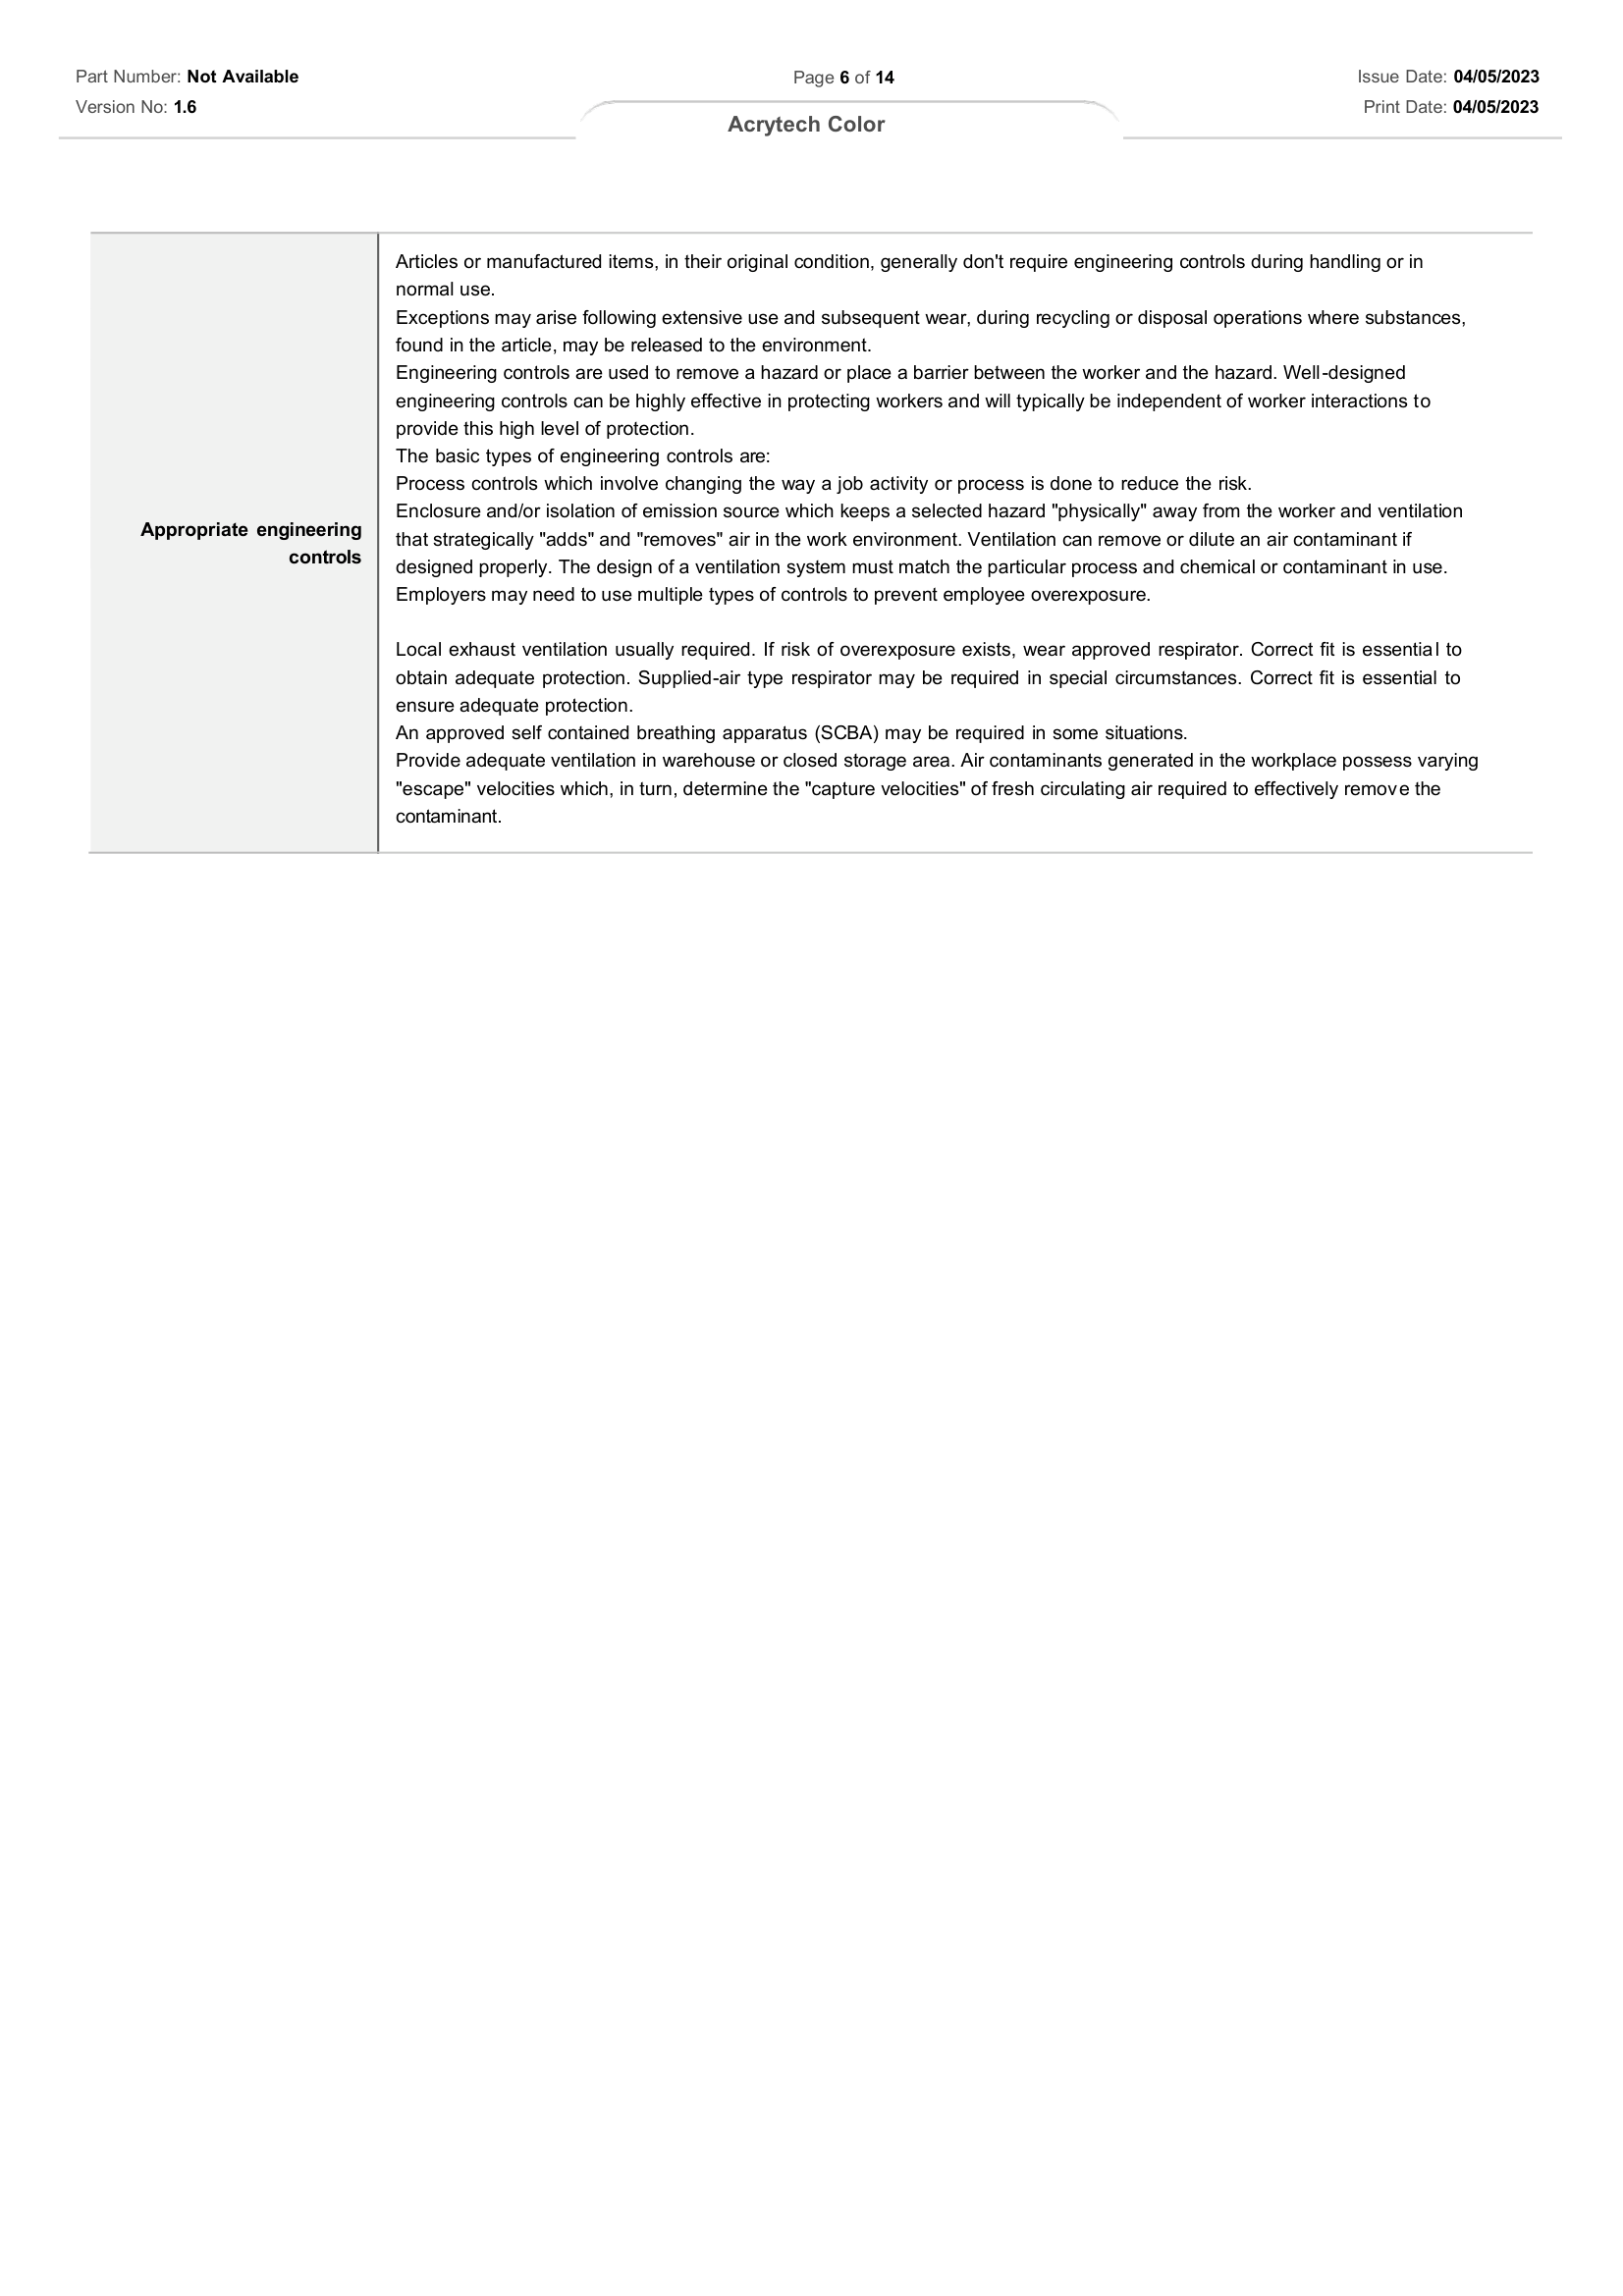 Part Number: Not Available
Page 6 of 14
Issue Date: 04/05/2023
Version No: 1.6
Print Date: 04/05/2023
Acrytech Color
Appropriate engineering
controls
Articles or manufactured items, in their original condition, generally don't require engineering controls during handling or in
normal use.
Exceptions may arise following extensive use and subsequent wear, during recycling or disposal operations where substances,
found in the article, may be released to the environment.
Engineering controls are used to remove a hazard or place a barrier between the worker and the hazard. Well-designed
engineering controls can be highly effective in protecting workers and will typically be independent of worker interactions to
provide this high level of protection.
The basic types of engineering controls are:
Process controls which involve changing the way a job activity or process is done to reduce the risk.
Enclosure and/or isolation of emission source which keeps a selected hazard "physically" away from the worker and ventilation
that strategically "adds" and "removes" air in the work environment. Ventilation can remove or dilute an air contaminant if
designed properly. The design of a ventilation system must match the particular process and chemical or contaminant in use.
Employers may need to use multiple types of controls to prevent employee overexposure.
Local exhaust ventilation usually required. If risk of overexposure exists, wear approved respirator. Correct fit is essential to
obtain adequate protection. Supplied-air type respirator may be required in special circumstances. Correct fit is essential to
ensure adequate protection.
An approved self contained breathing apparatus (SCBA) may be required in some situations.
Provide adequate ventilation in warehouse or closed storage area. Air contaminants generated in the workplace possess varying
"escape" velocities which, in turn, determine the "capture velocities" of fresh circulating air required to effectively remove the
contaminant.